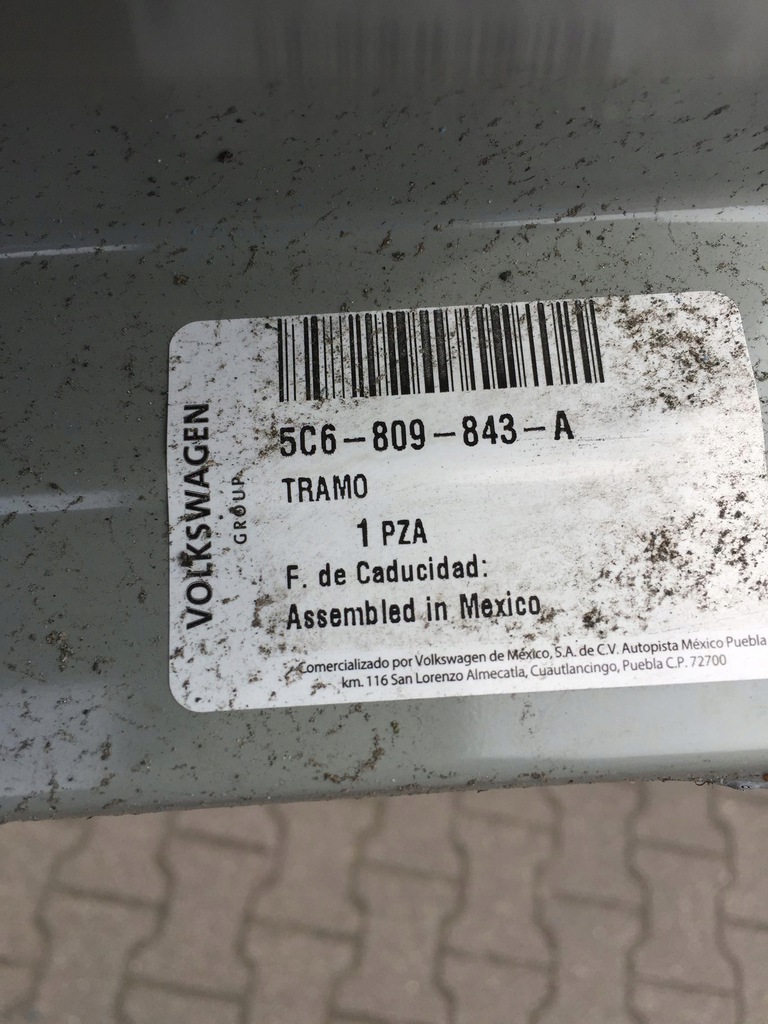 VOLKSWAGEN
GROUP
5C6-809-843-A
TRAMO
1 PZA
F. de Caducidad:
Assembled in Mexico
Comercializado por Volkswagen de México, S.A. de C.V. Autopista México Puebla
km. 116 San Lorenzo Almecatla, Cuautlancingo, Puebla C.P. 72700